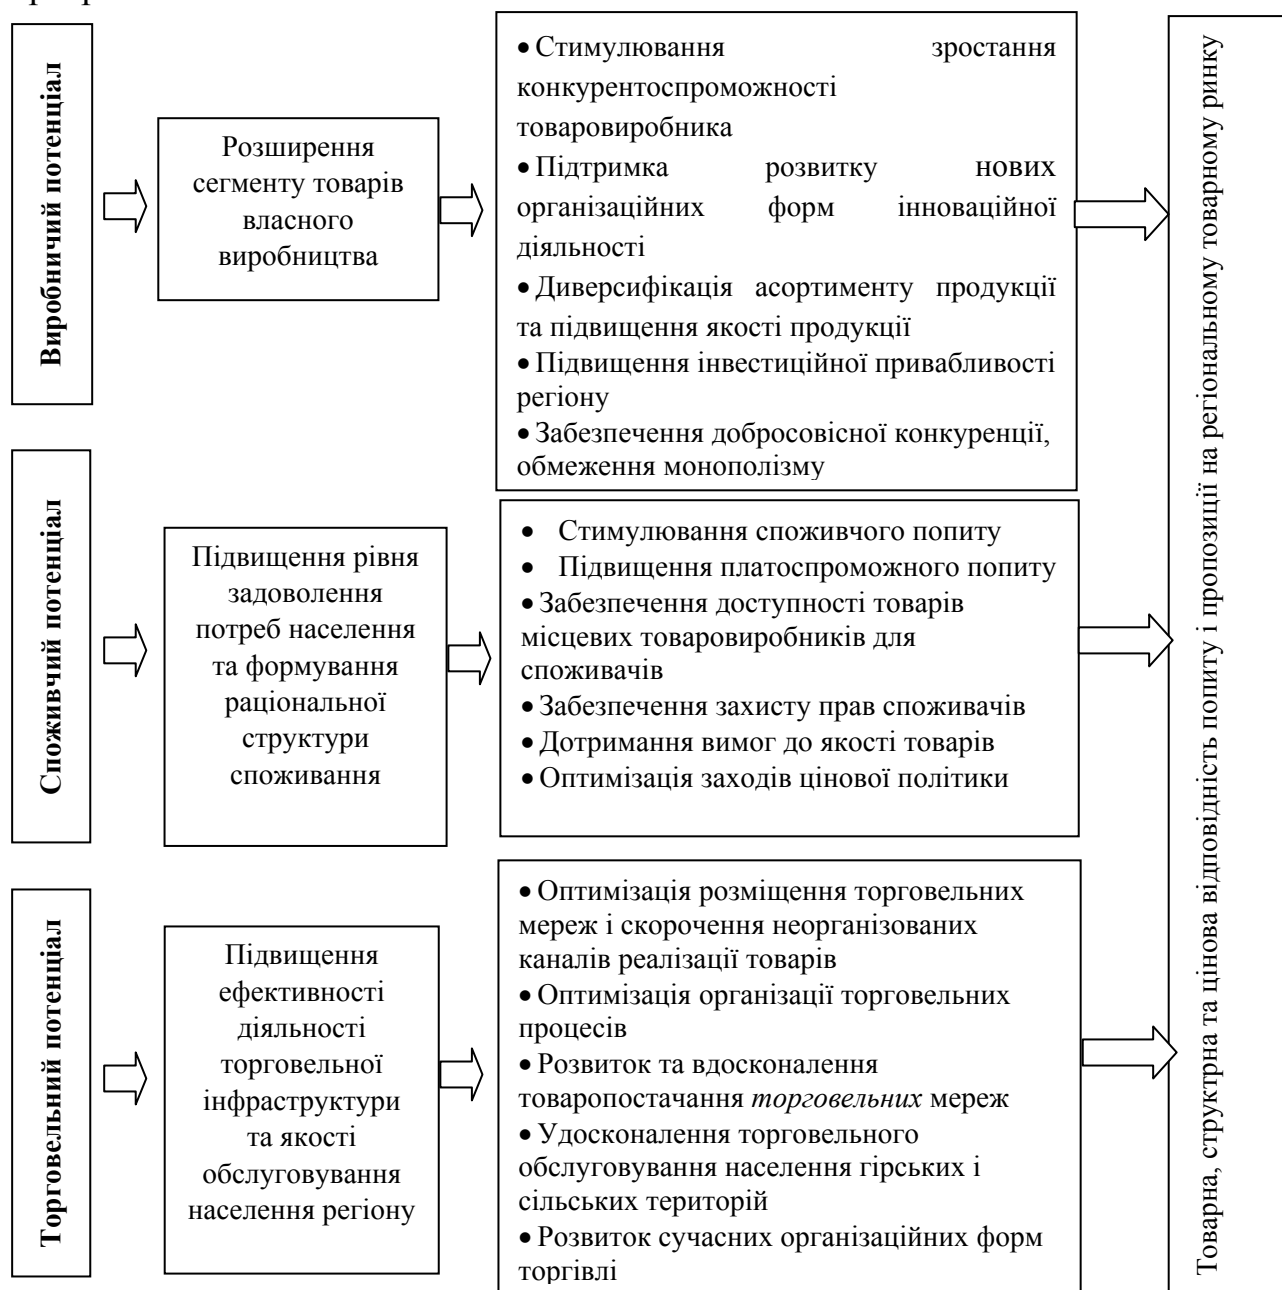 Виробничий потенціал
Розширення
сегменту товарів
власного
виробництва
• Стимулювання зростання
конкурентоспроможності
товаровиробника
• Підтримка розвитку нових
організаційних форм інноваційної
діяльності
• Диверсифікація асортименту продукції
та підвищення якості продукції
• Підвищення інвестиційної привабливості
регіону
• Забезпечення добросовісної конкуренції,
обмеження монополізму
Споживчий потенціал
Підвищення рівня
задоволення
потреб населення
та формування
раціональної
структури
споживання
• Стимулювання споживчого попиту
• Підвищення платоспроможного попиту
• Забезпечення доступності товарів
місцевих товаровиробників для
споживачів
• Забезпечення захисту прав споживачів
• Дотримання вимог до якості товарів
• Оптимізація заходів цінової політики
Торговельний потенціал
Підвищення
ефективності
діяльності
торговельної
інфраструктури
та якості
обслуговування
населення регіону
• Оптимізація розміщення торговельних
мереж і скорочення неорганізованих
каналів реалізації товарів
• Оптимізація організації торговельних
процесів
• Розвиток та вдосконалення
товаропостачання торговельних мереж
• Удосконалення торговельного
обслуговування населення гірських і
сільських територій
• Розвиток сучасних організаційних форм
торгівлі
Товарна, структрна та цінова відповідність попиту і пропозиції на регіональному товарному ринку